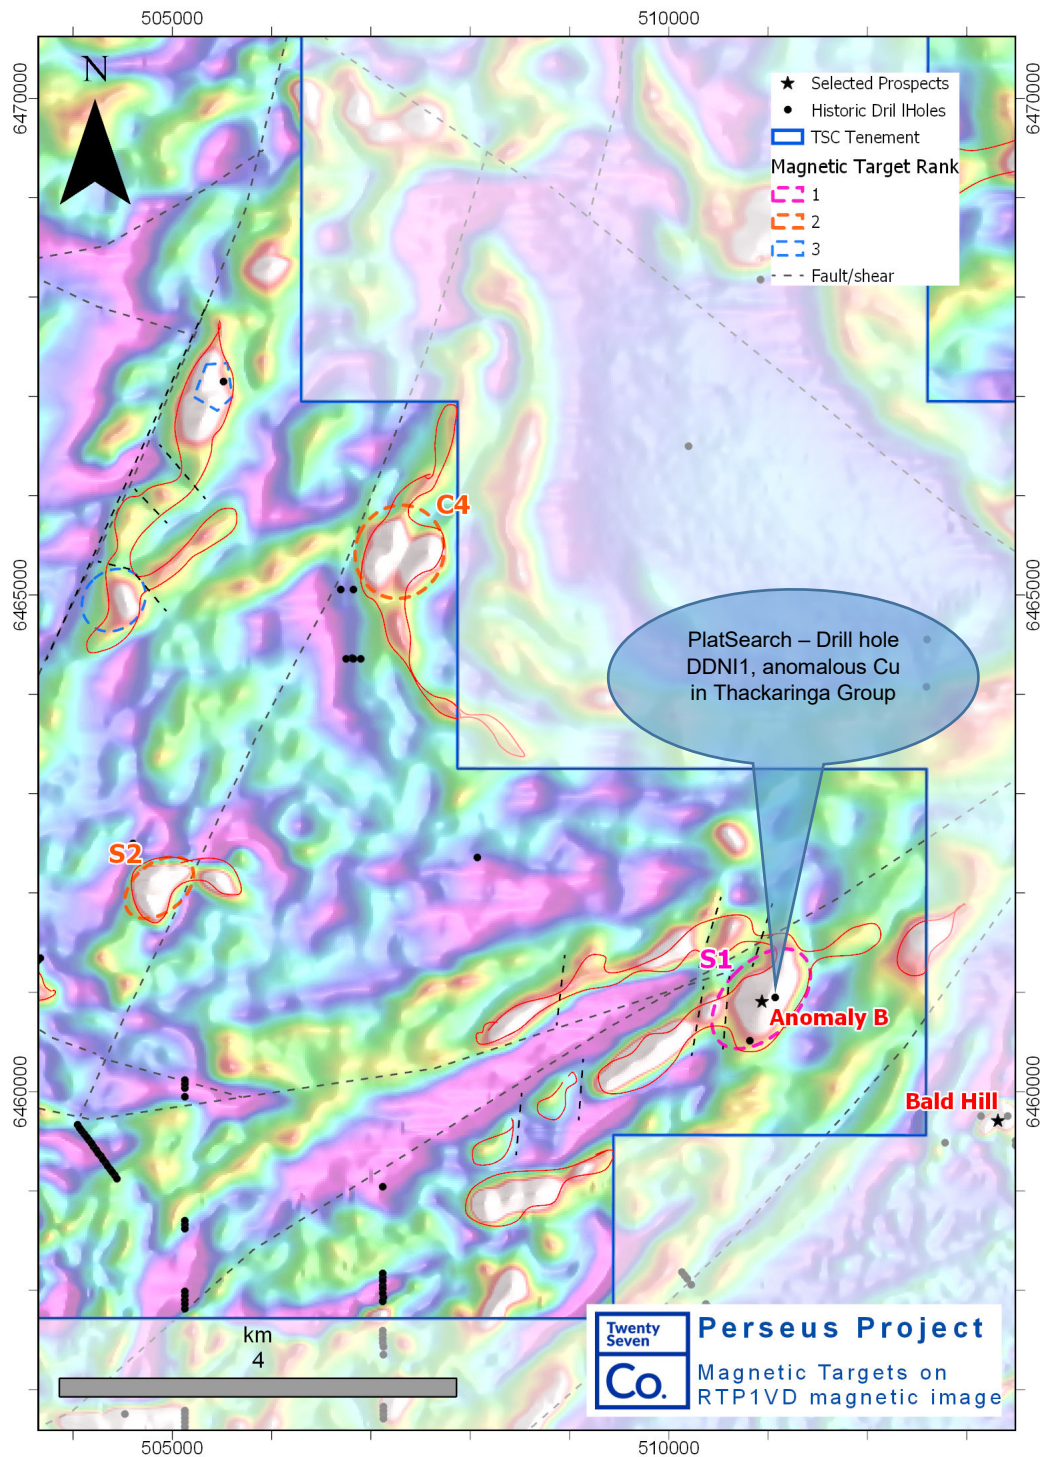 505000
510000
N
6470000
6470000
Selected Prospects
Historic Drill lHoles
TSC Tenement
Magnetic Target Rank
1
2
3
Fault/shear
C4
6465000
6465000
PlatSearch – Drill hole
DDNI1, anomalous Cu
in Thackaringa Group
S2
S1
Anomaly B
6460000
6460000
Bald Hill
km
4
Twenty
Seven
Co.
Perseus Project
Magnetic Targets on
RTP1VD magnetic image
505000
510000